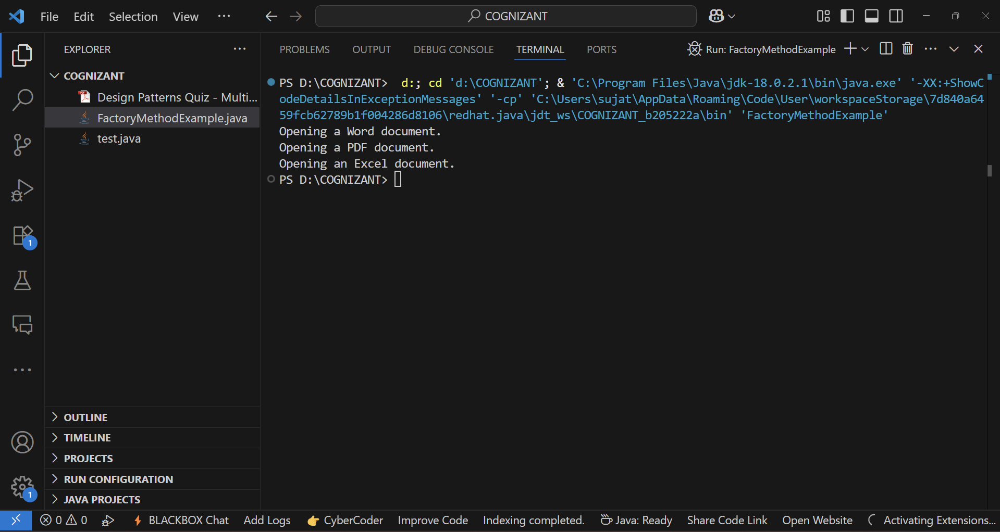 File Edit Selection View ···
COGNIZANT
EXPLORER ···
COGNIZANT
Design Patterns Quiz - Multi...
FactoryMethodExample.java
test.java
OUTLINE
TIMELINE
PROJECTS
RUN CONFIGURATION
JAVA PROJECTS
1
1
PROBLEMS OUTPUT DEBUG CONSOLE TERMINAL PORTS Run: FactoryMethodExample
PS D:\COGNIZANT>  d:; cd 'd:\COGNIZANT'; & 'C:\Program Files\Java\jdk-18.0.2.1\bin\java.exe' '-XX:+ShowC
odeDetailsInExceptionMessages' '-cp' 'C:\Users\sujat\AppData\Roaming\Code\User\workspaceStorage\7d840a64
59fcb62789b1f004286d8106\redhat.java\jdt_ws\COGNIZANT_b205222a\bin' 'FactoryMethodExample'
Opening a Word document.
Opening a PDF document.
Opening an Excel document.
PS D:\COGNIZANT>
0 0 BLACKBOX Chat Add Logs 👉 CyberCoder Improve Code Indexing completed. Java: Ready Share Code Link Open Website Activating Extensions...